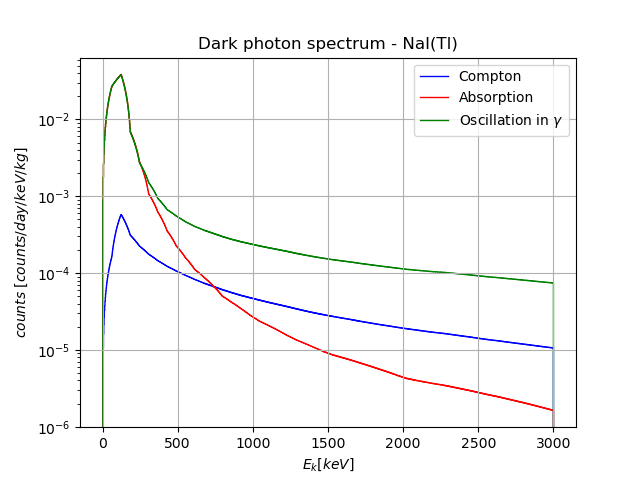 Dark photon spectrum - NaI(Tl)
Compton
Absorption
Oscillation in γ
counts [counts/day/keV/kg]
10⁻²
10⁻³
10⁻⁴
10⁻⁵
10⁻⁶
0 500 1000 1500 2000 2500 3000
Eₖ[keV]